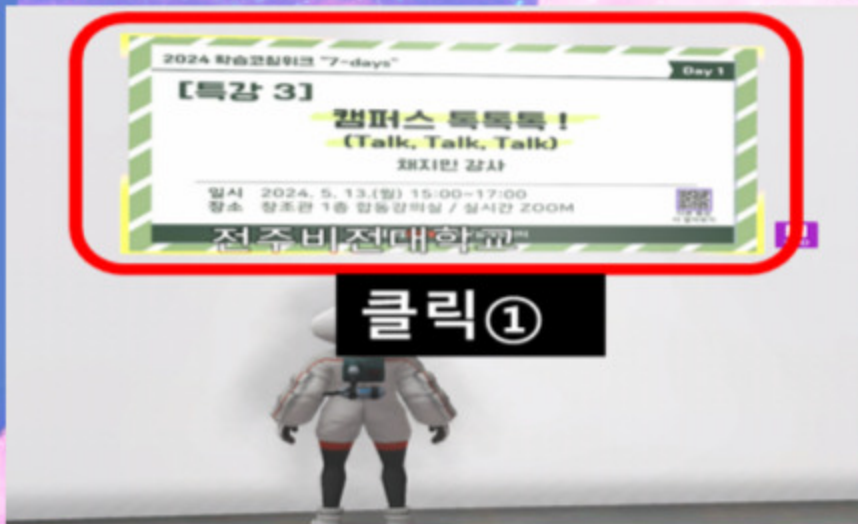 2024 학습코칭위크 "7-days"
Day 1
[특강 3]
캠퍼스 톡톡톡 !
(Talk, Talk, Talk)
채지민 강사
일시 2024. 5. 13.(월) 15:00~17:00
장소 창조관 1층 합동강의실 / 실시간 ZOOM
전주비전대학교
클릭①